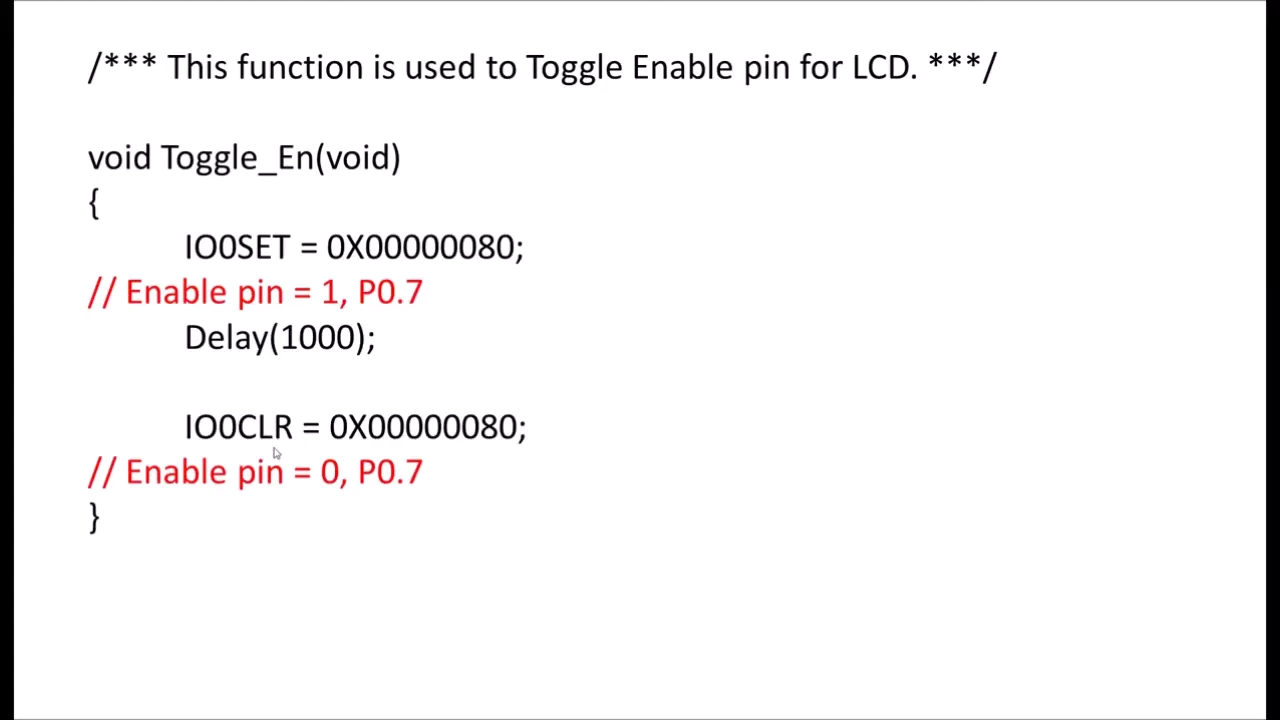 /*** This function is used to Toggle Enable pin for LCD. ***/
void Toggle_En(void)
{
IO0SET = 0X00000080;
// Enable pin = 1, P0.7
Delay(1000);
IO0CLR = 0X00000080;
// Enable pin = 0, P0.7
}